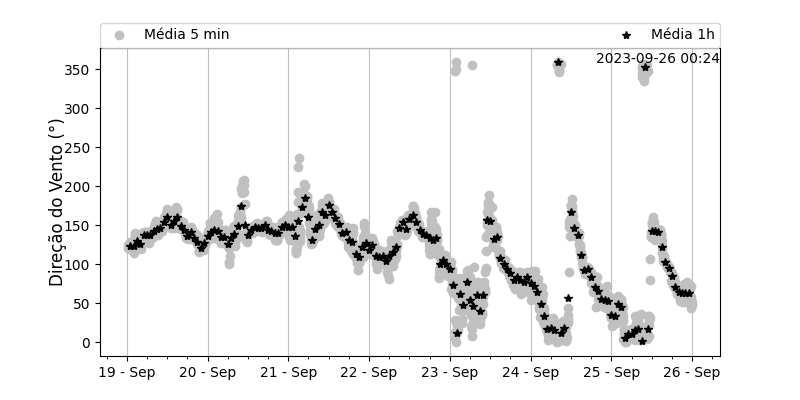 Média 5 min
Média 1h
2023-09-26 00:24
Direção do Vento (°)
350
300
250
200
150
100
50
0
19 - Sep
20 - Sep
21 - Sep
22 - Sep
23 - Sep
24 - Sep
25 - Sep
26 - Sep